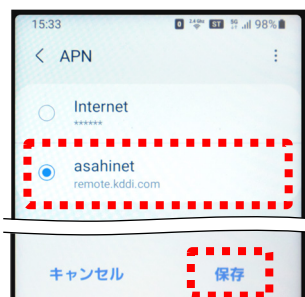 15:33 98%
APN
Internet
******
asahinet
remote.kddi.com
キャンセル 保存